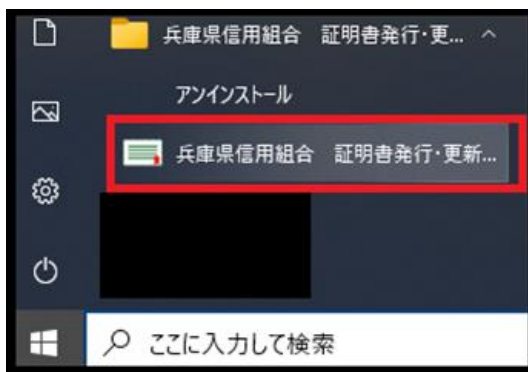 兵庫県信用組合　証明書発行･更...
アンインストール
兵庫県信用組合　証明書発行･更新...
ここに入力して検索